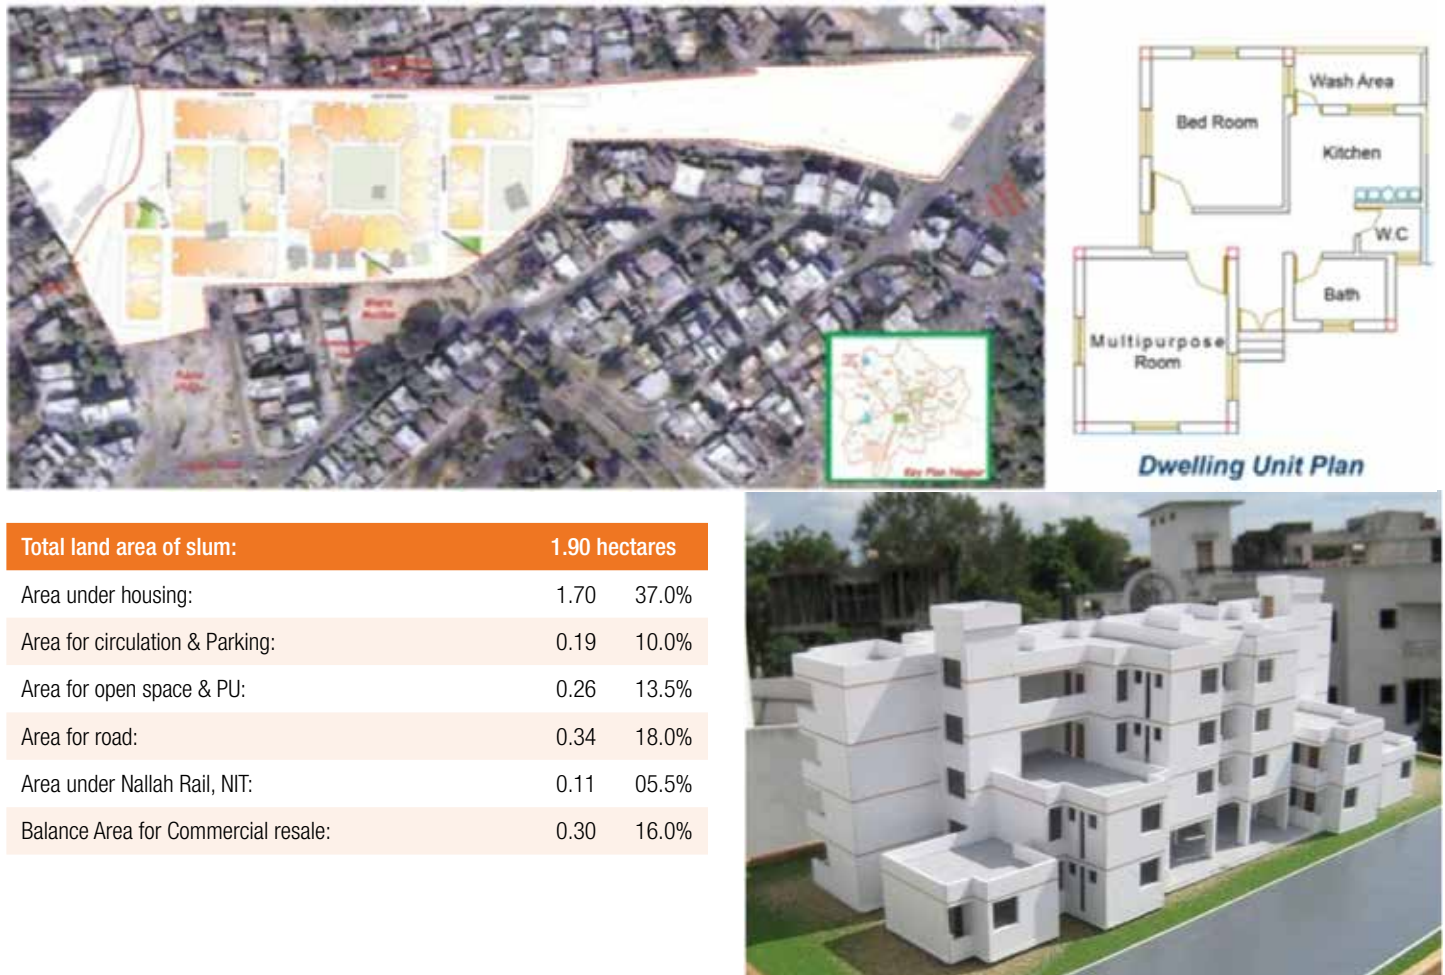 Wash Area
Bed Room
Kitchen
W.C
Bath
Multipurpose
Room
Dwelling Unit Plan
Key Plan Nagpur
Total land area of slum: 1.90 hectares
Area under housing: 1.70 37.0%
Area for circulation & Parking: 0.19 10.0%
Area for open space & PU: 0.26 13.5%
Area for road: 0.34 18.0%
Area under Nallah Rail, NIT: 0.11 05.5%
Balance Area for Commercial resale: 0.30 16.0%